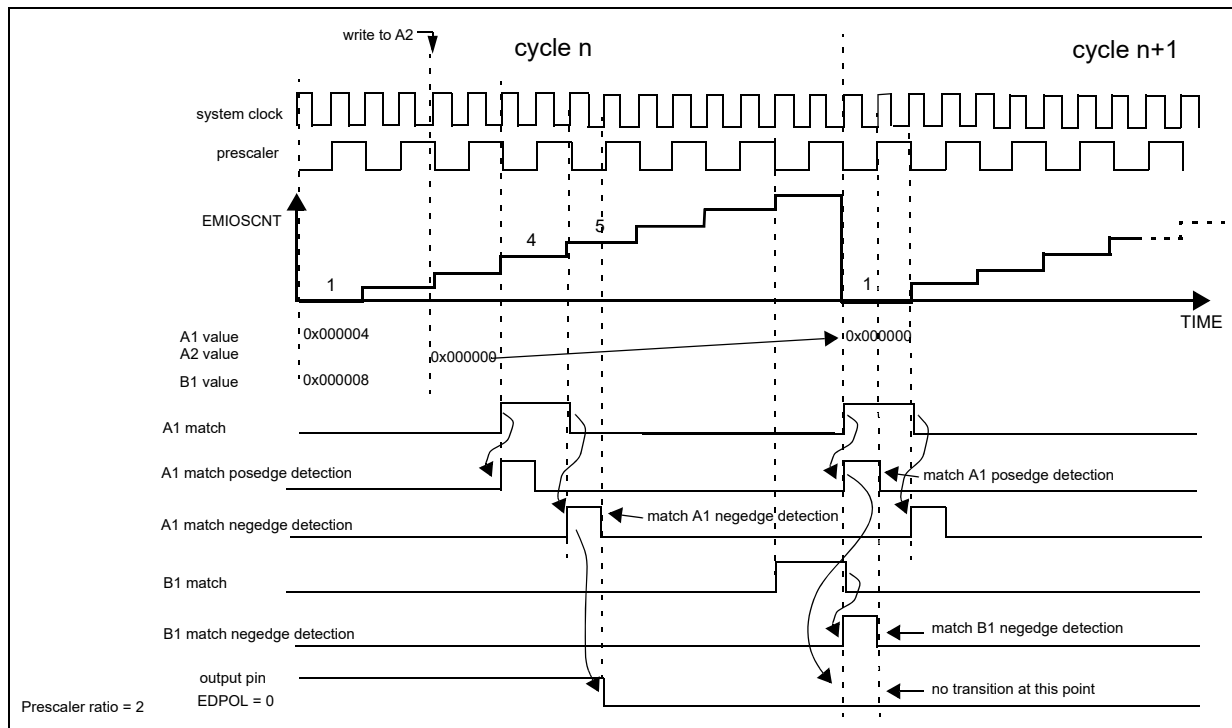 write to A2
cycle n
cycle n+1
system clock
prescaler
EMIOSCNT
4
5
1
1
TIME
A1 value
0x000004
0x000000
A2 value
0x000000
B1 value
0x000008
A1 match
A1 match posedge detection
match A1 posedge detection
A1 match negedge detection
match A1 negedge detection
B1 match
B1 match negedge detection
match B1 negedge detection
output pin
EDPOL = 0
no transition at this point
Prescaler ratio = 2